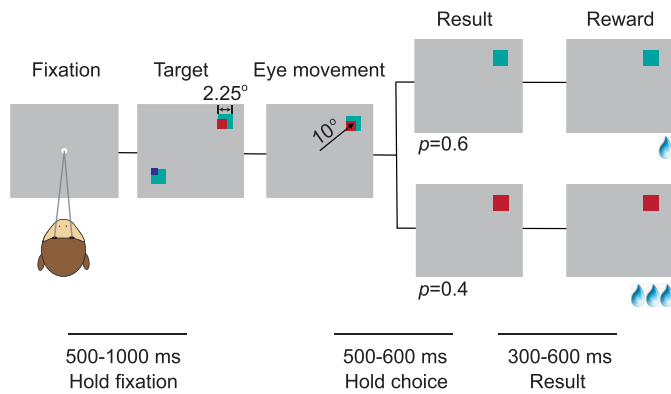 Fixation
Target
Eye movement
Result
Reward
2.25°
10°
p=0.6
p=0.4
500-1000 ms
Hold fixation
500-600 ms
Hold choice
300-600 ms
Result